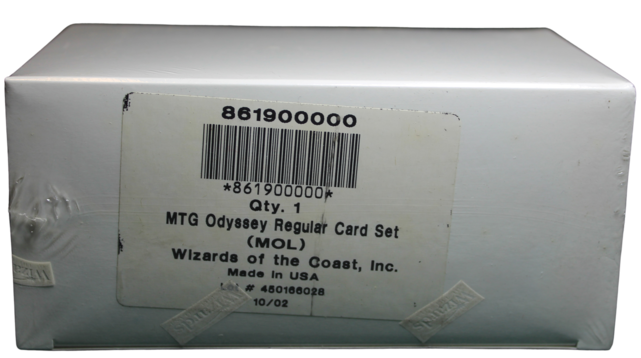 861900000
*861900000*
Qty. 1
MTG Odyssey Regular Card Set
(MOL)
Wizards of the Coast, Inc.
Made in USA
Lot # 450166028
10/02